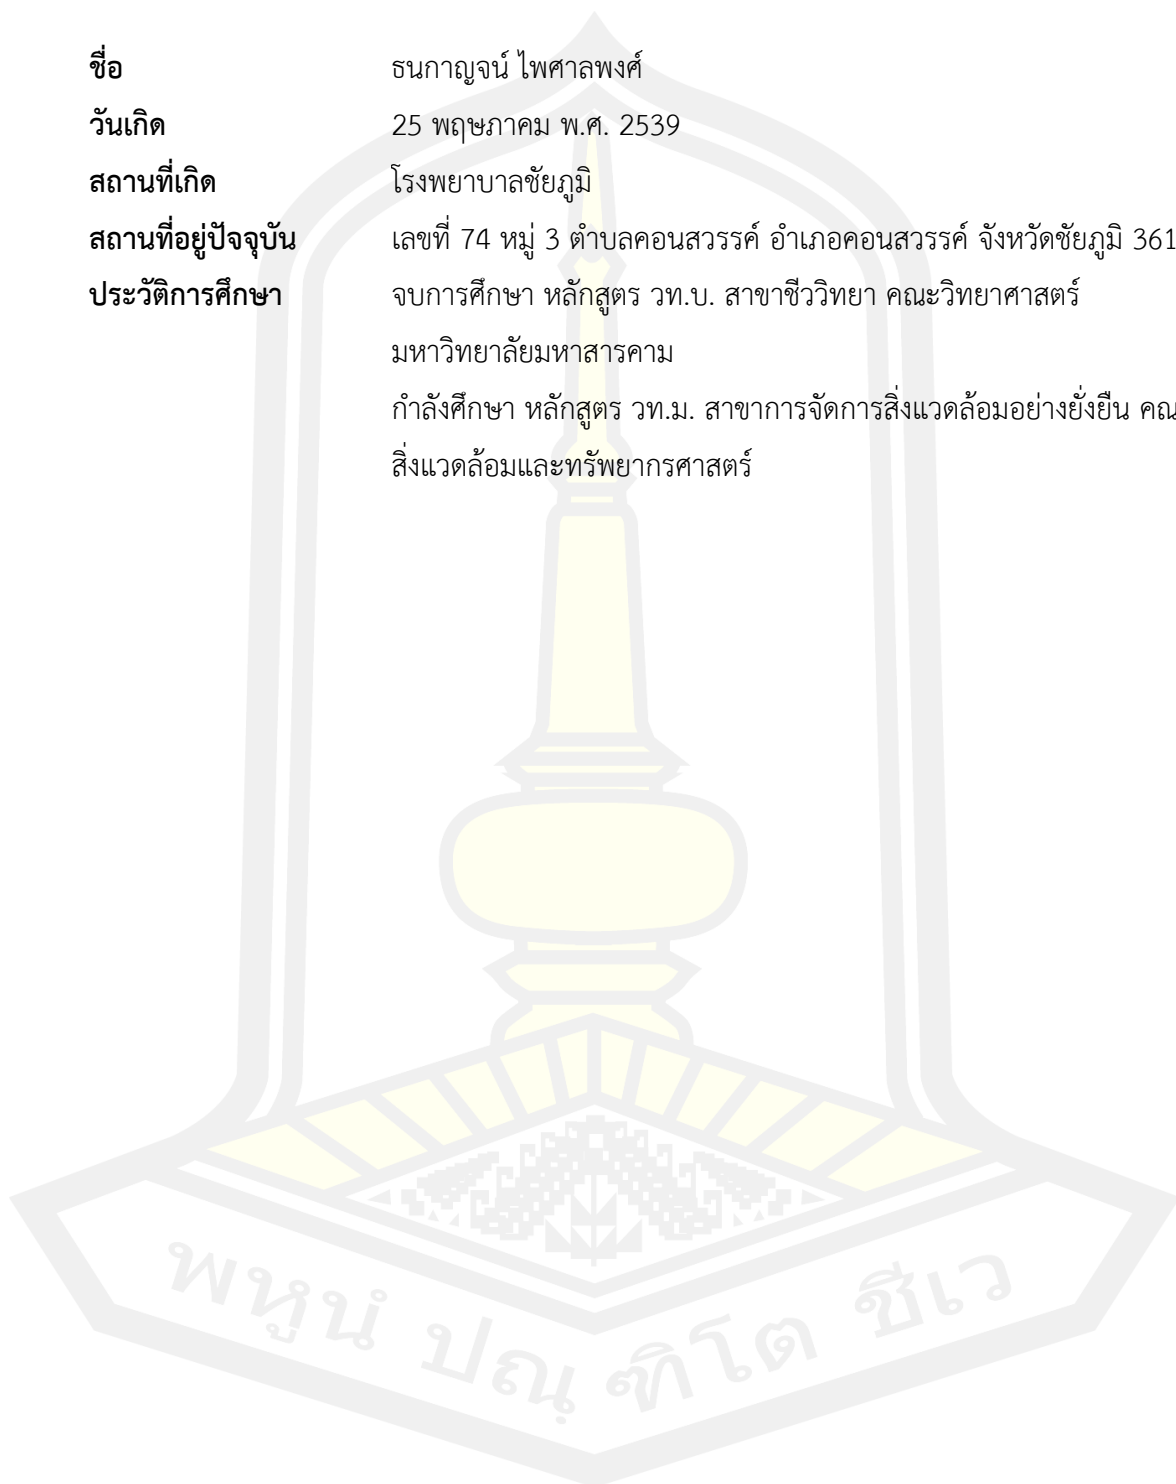 ชื่อ ธนกาญจน์ ไพศาลพงศ์
วันเกิด 25 พฤษภาคม พ.ศ. 2539
สถานที่เกิด โรงพยาบาลชัยภูมิ
สถานที่อยู่ปัจจุบัน เลขที่ 74 หมู่ 3 ตำบลคอนสวรรค์ อำเภอคอนสวรรค์ จังหวัดชัยภูมิ 361
ประวัติการศึกษา จบการศึกษา หลักสูตร วท.บ. สาขาชีววิทยา คณะวิทยาศาสตร์
มหาวิทยาลัยมหาสารคาม
กำลังศึกษา หลักสูตร วท.ม. สาขาการจัดการสิ่งแวดล้อมอย่างยั่งยืน คณ
สิ่งแวดล้อมและทรัพยากรศาสตร์
พหูนํ ปณฺ ฑิโต ชีเว